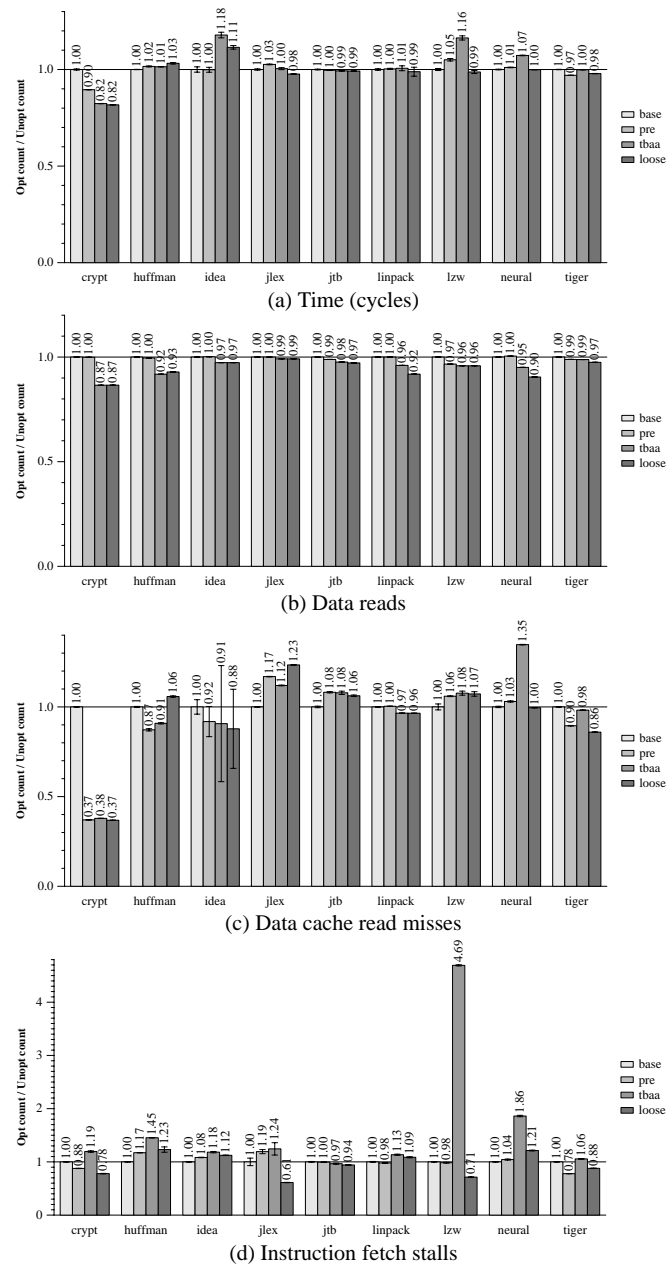 1.00 0.90 0.82 0.82 1.00 1.02 1.01 1.03 1.00 1.00 1.18 1.11 1.00 1.03 1.00 0.98 1.00 1.00 0.99 0.99 1.00 1.00 1.01 0.99 1.00 1.05 1.16 0.99 1.00 1.01 1.07 1.00 1.00 0.97 1.00 0.98
1.0
0.5
0.0
Opt count / Unopt count
base
pre
tbaa
loose
crypt huffman idea jlex jtb linpack lzw neural tiger
(a) Time (cycles)
1.00 1.00 0.87 0.87 1.00 1.00 0.92 0.93 1.00 1.00 0.97 0.97 1.00 1.00 0.99 0.99 1.00 0.99 0.98 0.97 1.00 1.00 0.96 0.92 1.00 0.97 0.96 0.96 1.00 1.00 0.95 0.90 1.00 0.99 0.99 0.97
1.0
0.5
0.0
Opt count / Unopt count
base
pre
tbaa
loose
crypt huffman idea jlex jtb linpack lzw neural tiger
(b) Data reads
1.00 0.37 0.38 0.37 1.00 0.87 0.91 1.06 1.00 0.92 0.91 0.88 1.00 1.17 1.12 1.23 1.00 1.08 1.08 1.06 1.00 1.00 0.97 0.96 1.00 1.06 1.08 1.07 1.00 1.03 1.35 1.00 1.00 0.90 0.98 0.86
1.0
0.5
0.0
Opt count / Unopt count
base
pre
tbaa
loose
crypt huffman idea jlex jtb linpack lzw neural tiger
(c) Data cache read misses
1.00 0.88 1.19 0.78 1.00 1.17 1.45 1.23 1.00 1.08 1.18 1.12 1.00 1.19 1.24 0.61 1.00 1.00 0.97 0.94 1.00 0.98 1.13 1.09 1.00 0.98 4.69 0.71 1.00 1.04 1.86 1.21 1.00 0.78 1.06 0.88
4
3
2
1
0
Opt count / Unopt count
base
pre
tbaa
loose
crypt huffman idea jlex jtb linpack lzw neural tiger
(d) Instruction fetch stalls